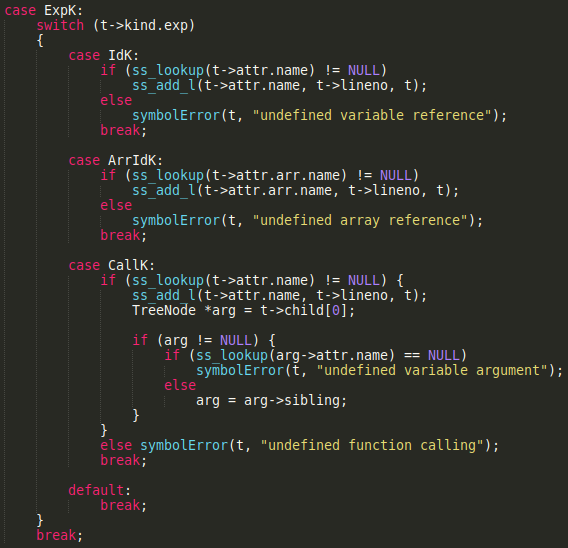 case ExpK:
    switch (t->kind.exp)
    {
        case IdK:
            if (ss_lookup(t->attr.name) != NULL)
                ss_add_l(t->attr.name, t->lineno, t);
            else
                symbolError(t, "undefined variable reference");
            break;

        case ArrIdK:
            if (ss_lookup(t->attr.arr.name) != NULL)
                ss_add_l(t->attr.arr.name, t->lineno, t);
            else
                symbolError(t, "undefined array reference");
            break;

        case CallK:
            if (ss_lookup(t->attr.name) != NULL) {
                ss_add_l(t->attr.name, t->lineno, t);
                TreeNode *arg = t->child[0];

                if (arg != NULL) {
                    if (ss_lookup(arg->attr.name) == NULL)
                        symbolError(t, "undefined variable argument");
                    else
                        arg = arg->sibling;
                }
            }
            else symbolError(t, "undefined function calling");
            break;

        default:
            break;
    }
    break;